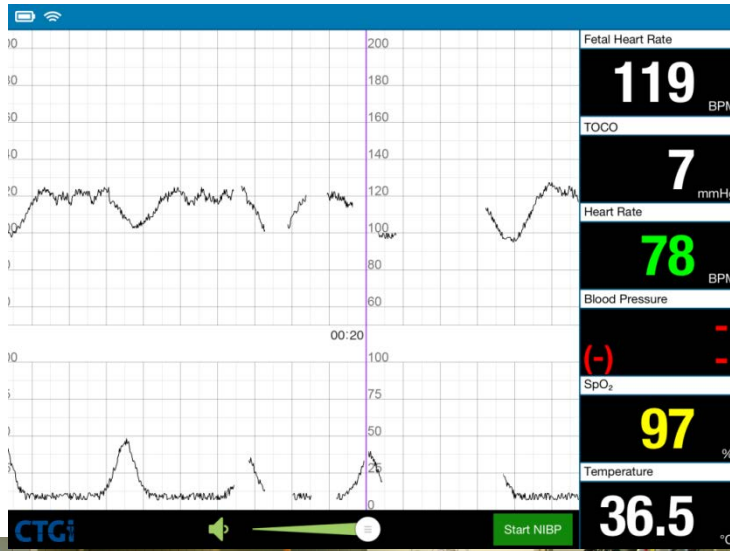 Fetal Heart Rate
119
BPM
TOCO
7
mmHg
Heart Rate
78
BPM
Blood Pressure
-
(-) -
SpO₂
97
%
Temperature
36.5
°C
200
180
160
140
120
100
80
60
00:20
100
75
50
25
0
CTGi
Start NIBP